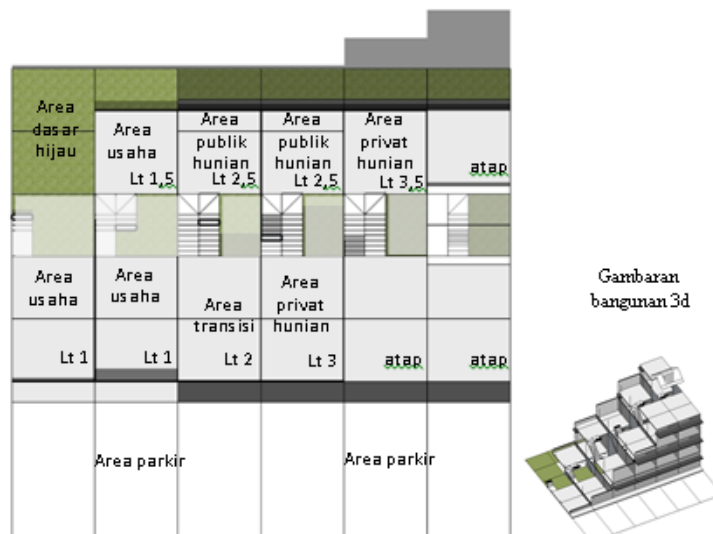 Area
dasar
hijau
Area
usaha
Lt 1,5
Area
publik
hunian
Lt 2,5
Area
publik
hunian
Lt 2,5
Area
privat
hunian
Lt 3,5
atap
Area
usaha
Lt 1
Area
usaha
Lt 1
Area
transisi
Lt 2
Area
privat
hunian
Lt 3
atap
atap
Area parkir
Area parkir
Gambaran
bangunan 3d